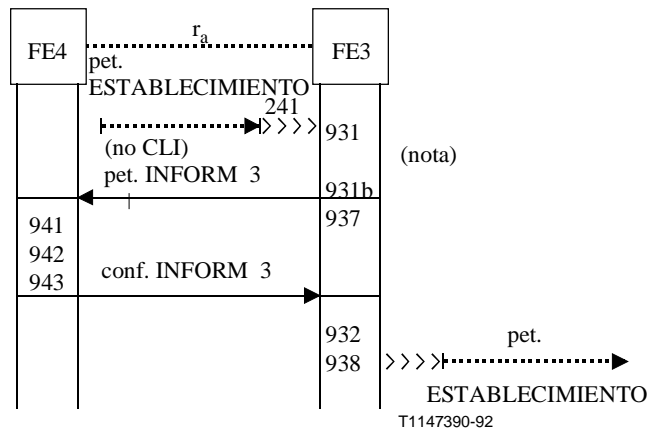 FE4
ra
FE3
pet.
ESTABLECIMIENTO
241
931
(no CLI)
(nota)
pet. INFORM 3
931b
941
937
942
943
conf. INFORM 3
932
pet.
938
ESTABLECIMIENTO
T1147390-92